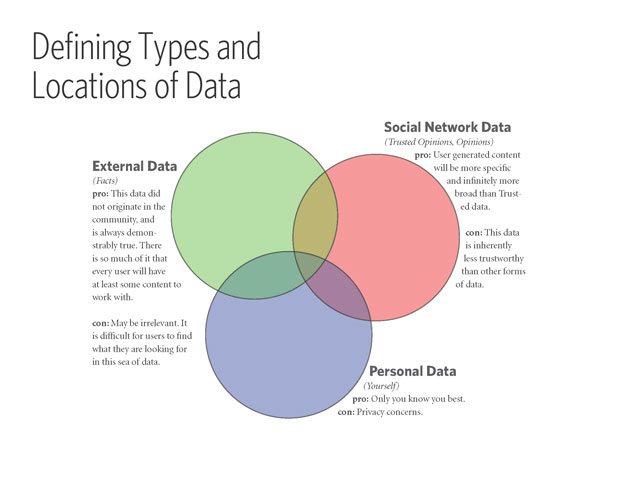 Defining Types and
Locations of Data
External Data
(Facts)
pro: This data did
not originate in the
community, and
is always demon-
strably true. There
is so much of it that
every user will have
at least some content to
work with.
con: May be irrelevant. It
is difficult for users to find
what they are looking for
in this sea of data.
Social Network Data
(Trusted Opinions, Opinions)
pro: User generated content
will be more specific
and infinitely more
broad than Trust-
ed data.
con: This data
is inherently
less trustworthy
than other forms
of data.
Personal Data
(Yourself)
pro: Only you know you best.
con: Privacy concerns.